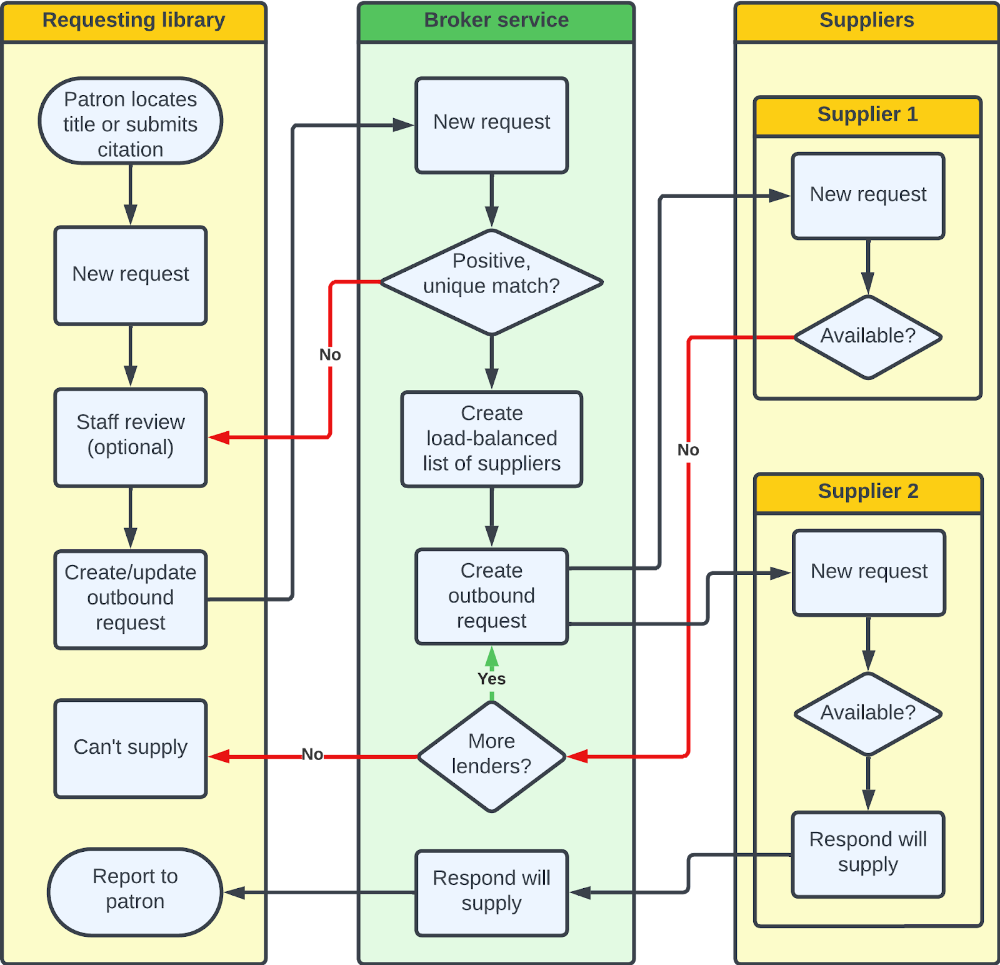 Requesting library
Patron locates
title or submits
citation
New request
Staff review
(optional)
Create/update
outbound
request
Can't supply
Report to
patron
No
Broker service
New request
Positive,
unique match?
Create
load-balanced
list of suppliers
Create
outbound
request
Yes
More
lenders?
No
Respond will
supply
No
Suppliers
Supplier 1
New request
Available?
Supplier 2
New request
Available?
Respond will
supply